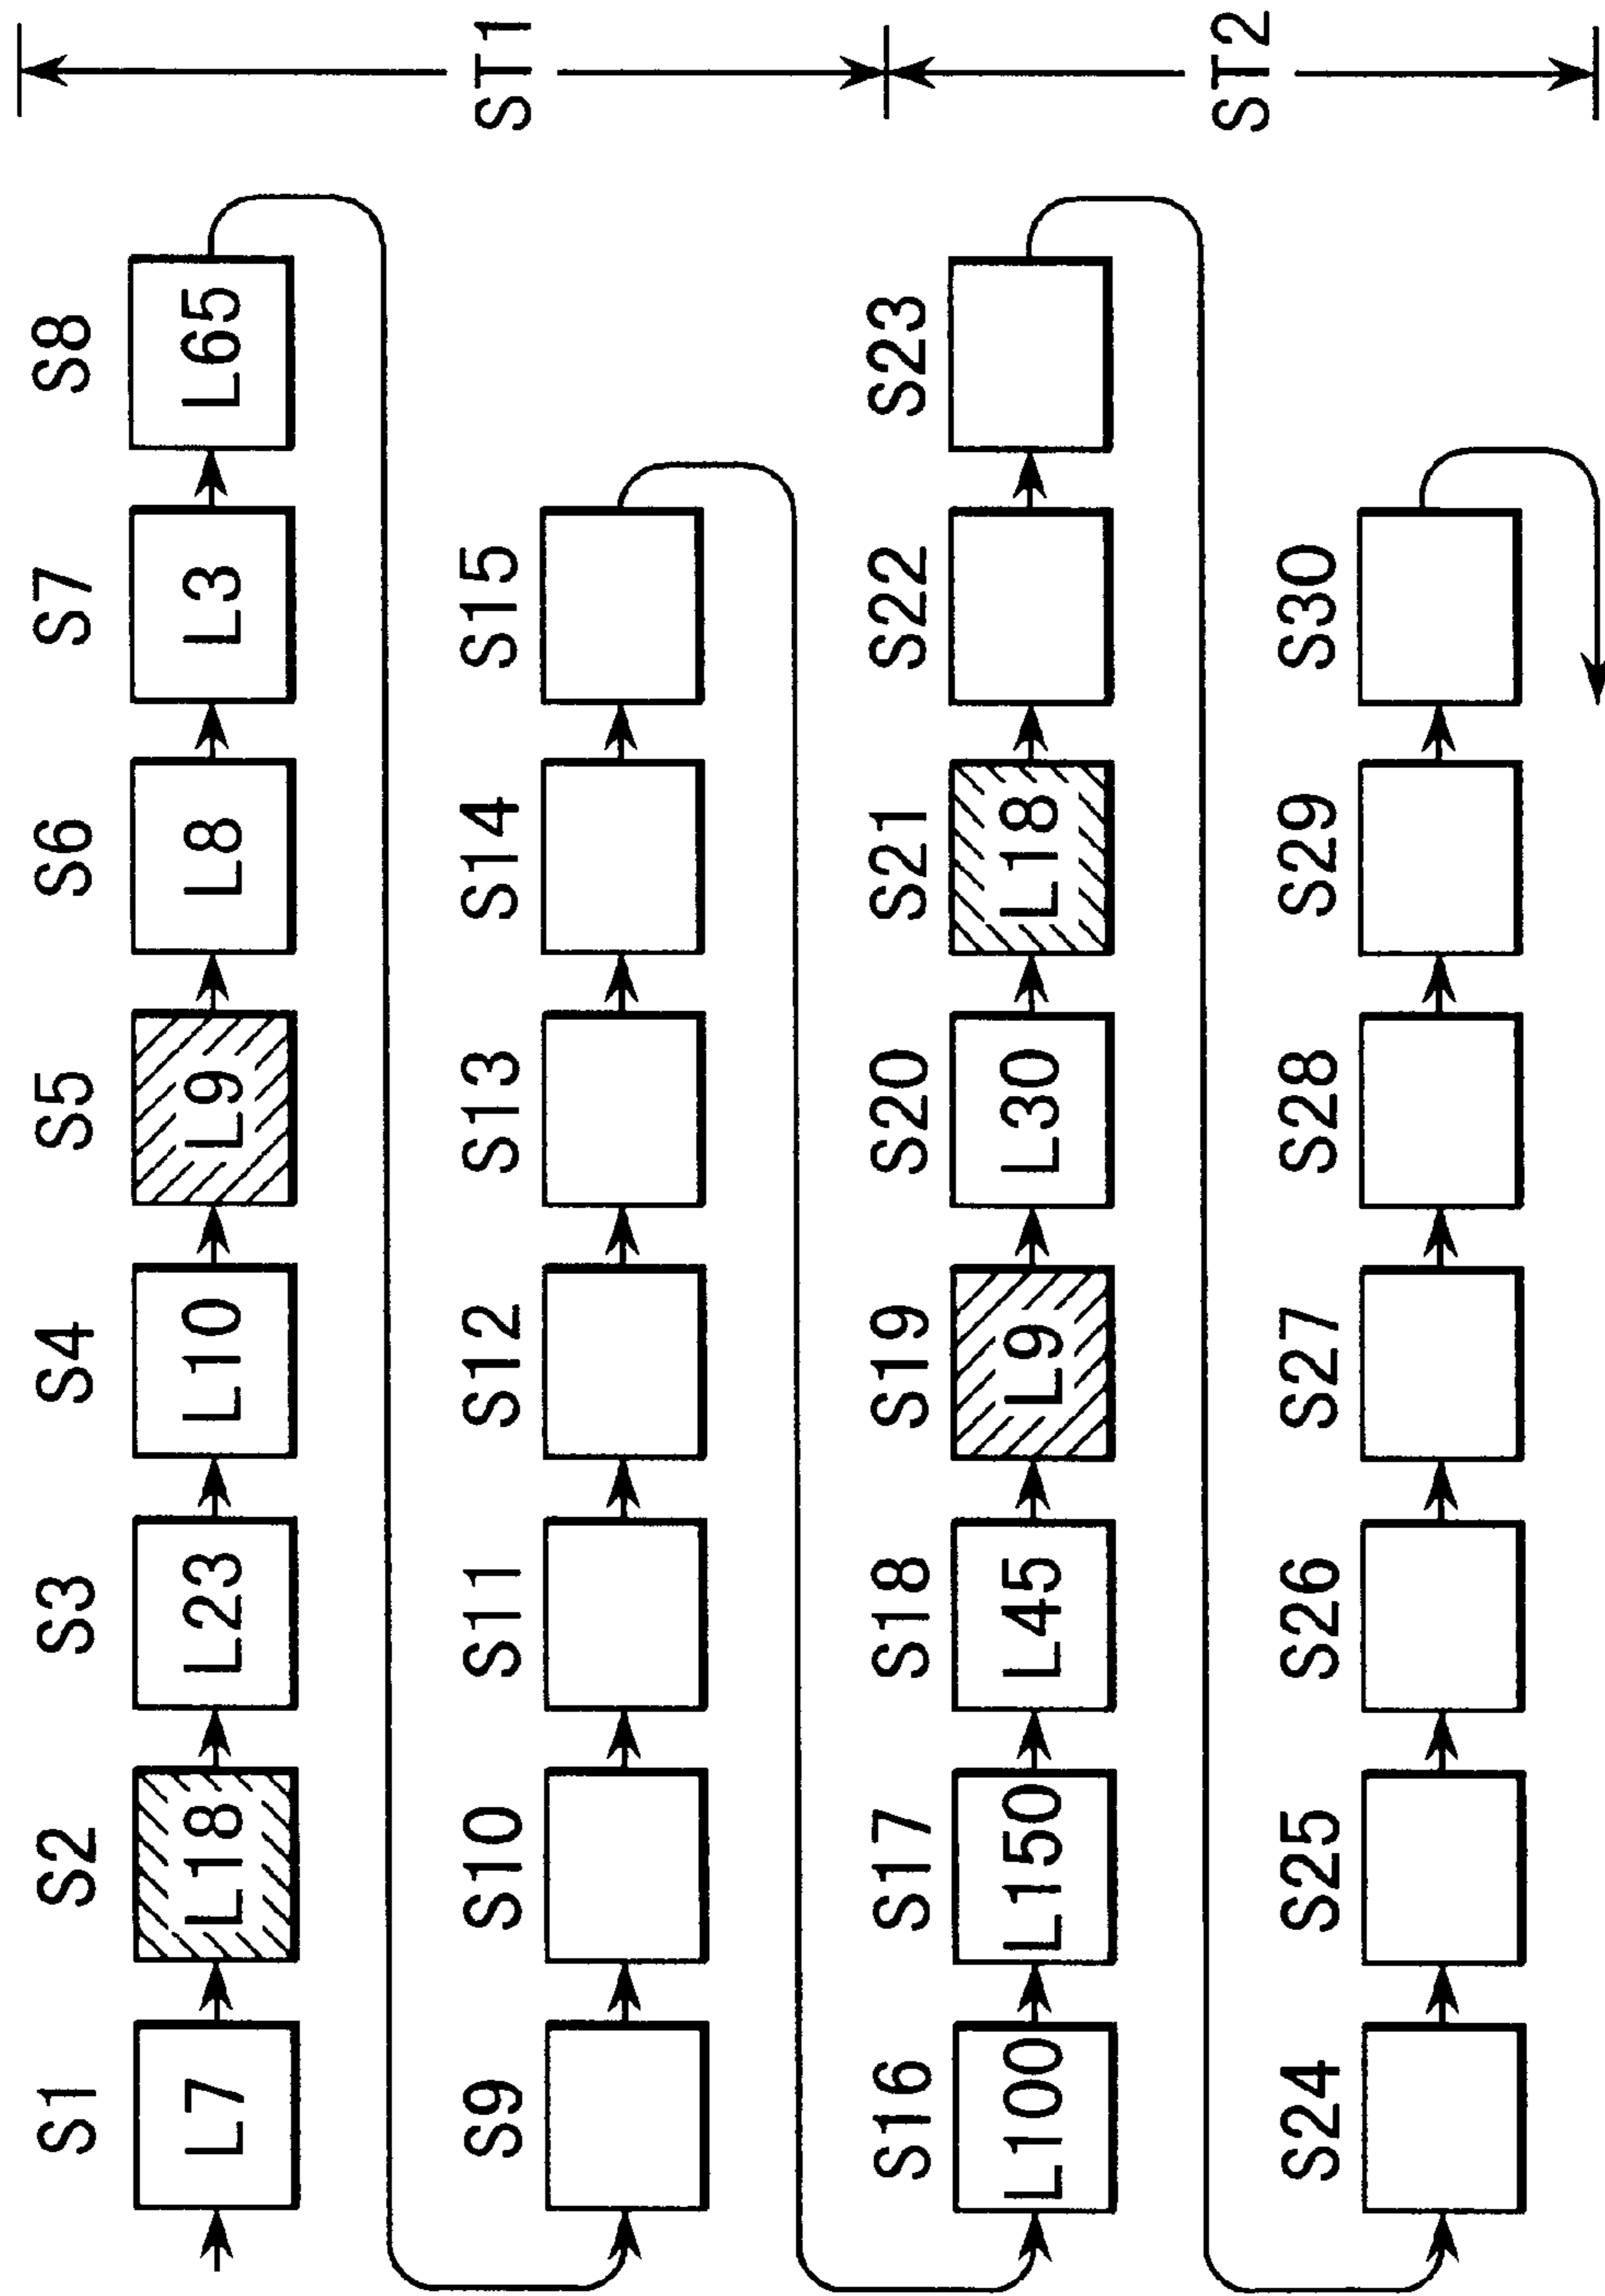 S1 S2 S3 S4 S5 S6 S7 S8
L7 L18 L23 L10 L9 L8 L3 L65
ST1
S9 S10 S11 S12 S13 S14 S15
S16 S17 S18 S19 S20 S21 S22 S23
L100 L150 L45 L9 L30 L18
ST2
S24 S25 S26 S27 S28 S29 S30